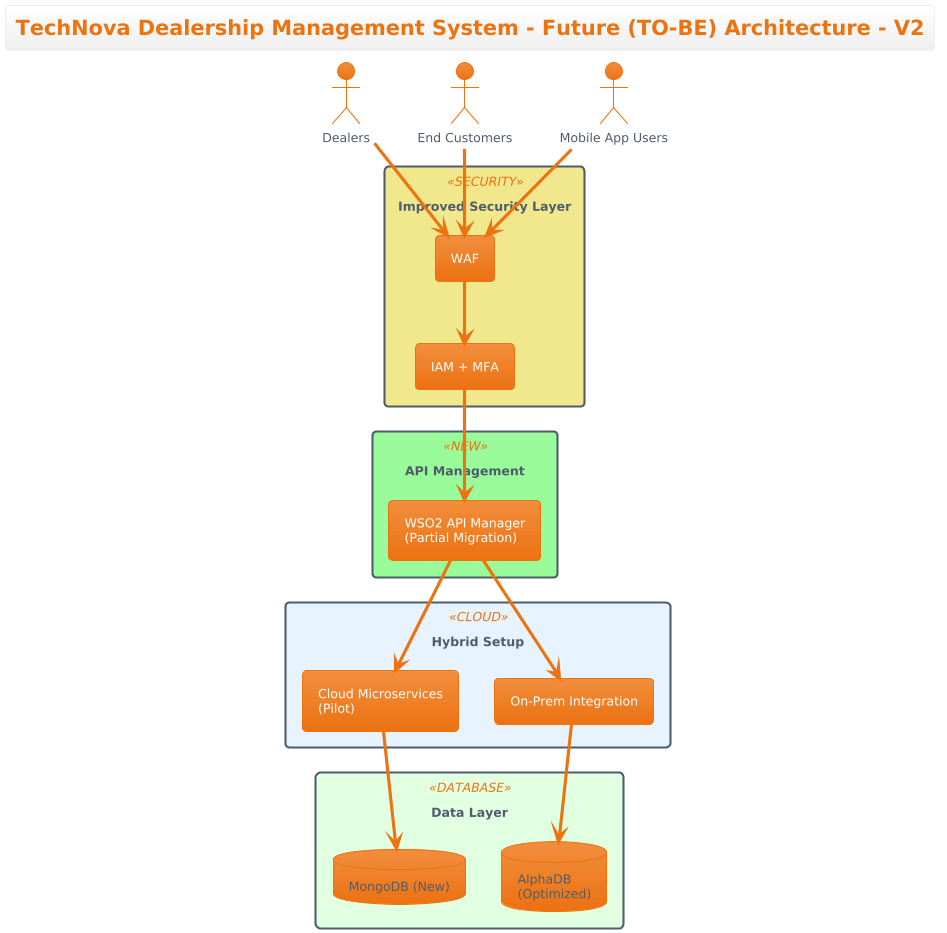 TechNova Dealership Management System - Future (TO-BE) Architecture - V2
Dealers
End Customers
Mobile App Users
«SECURITY»
Improved Security Layer
WAF
IAM + MFA
«NEW»
API Management
WSO2 API Manager
(Partial Migration)
«CLOUD»
Hybrid Setup
Cloud Microservices
(Pilot)
On-Prem Integration
«DATABASE»
Data Layer
MongoDB (New)
AlphaDB
(Optimized)